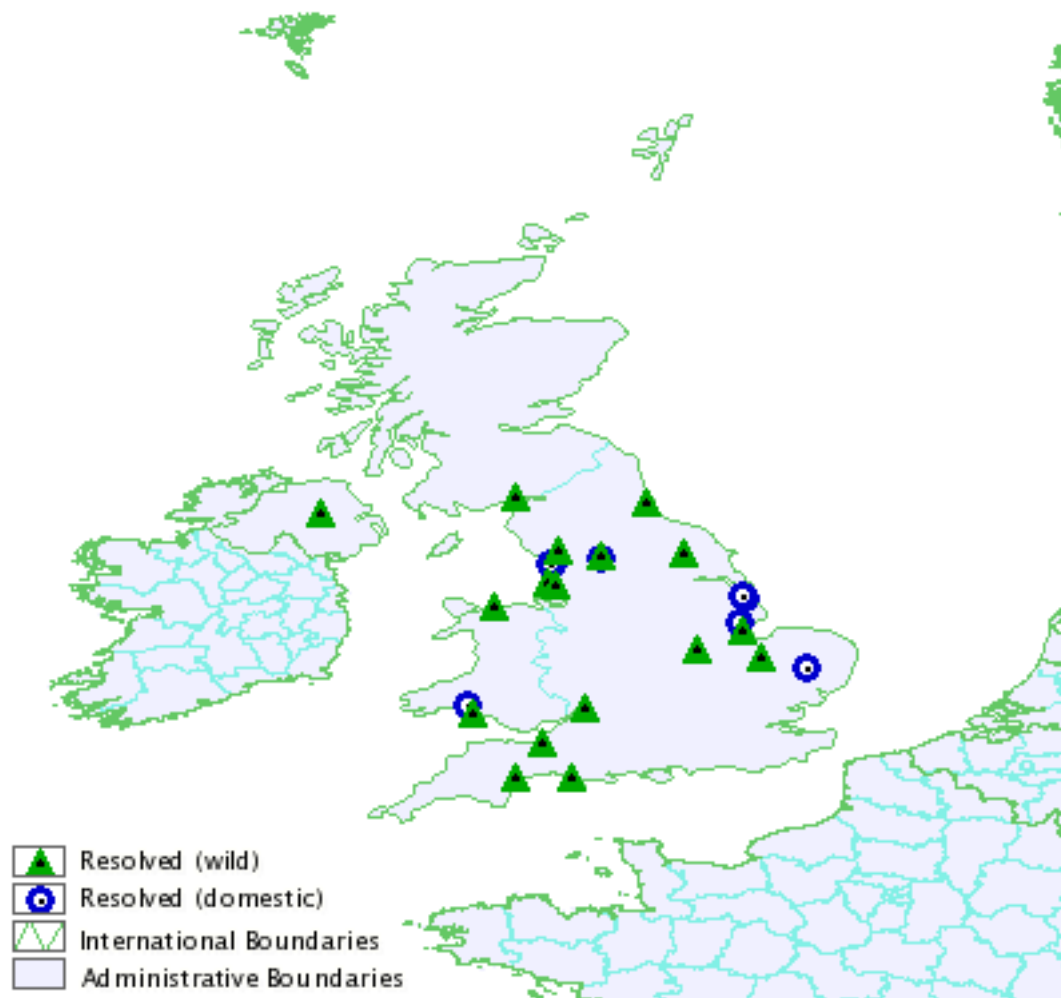 Resolved (wild)
Resolved (domestic)
International Boundaries
Administrative Boundaries